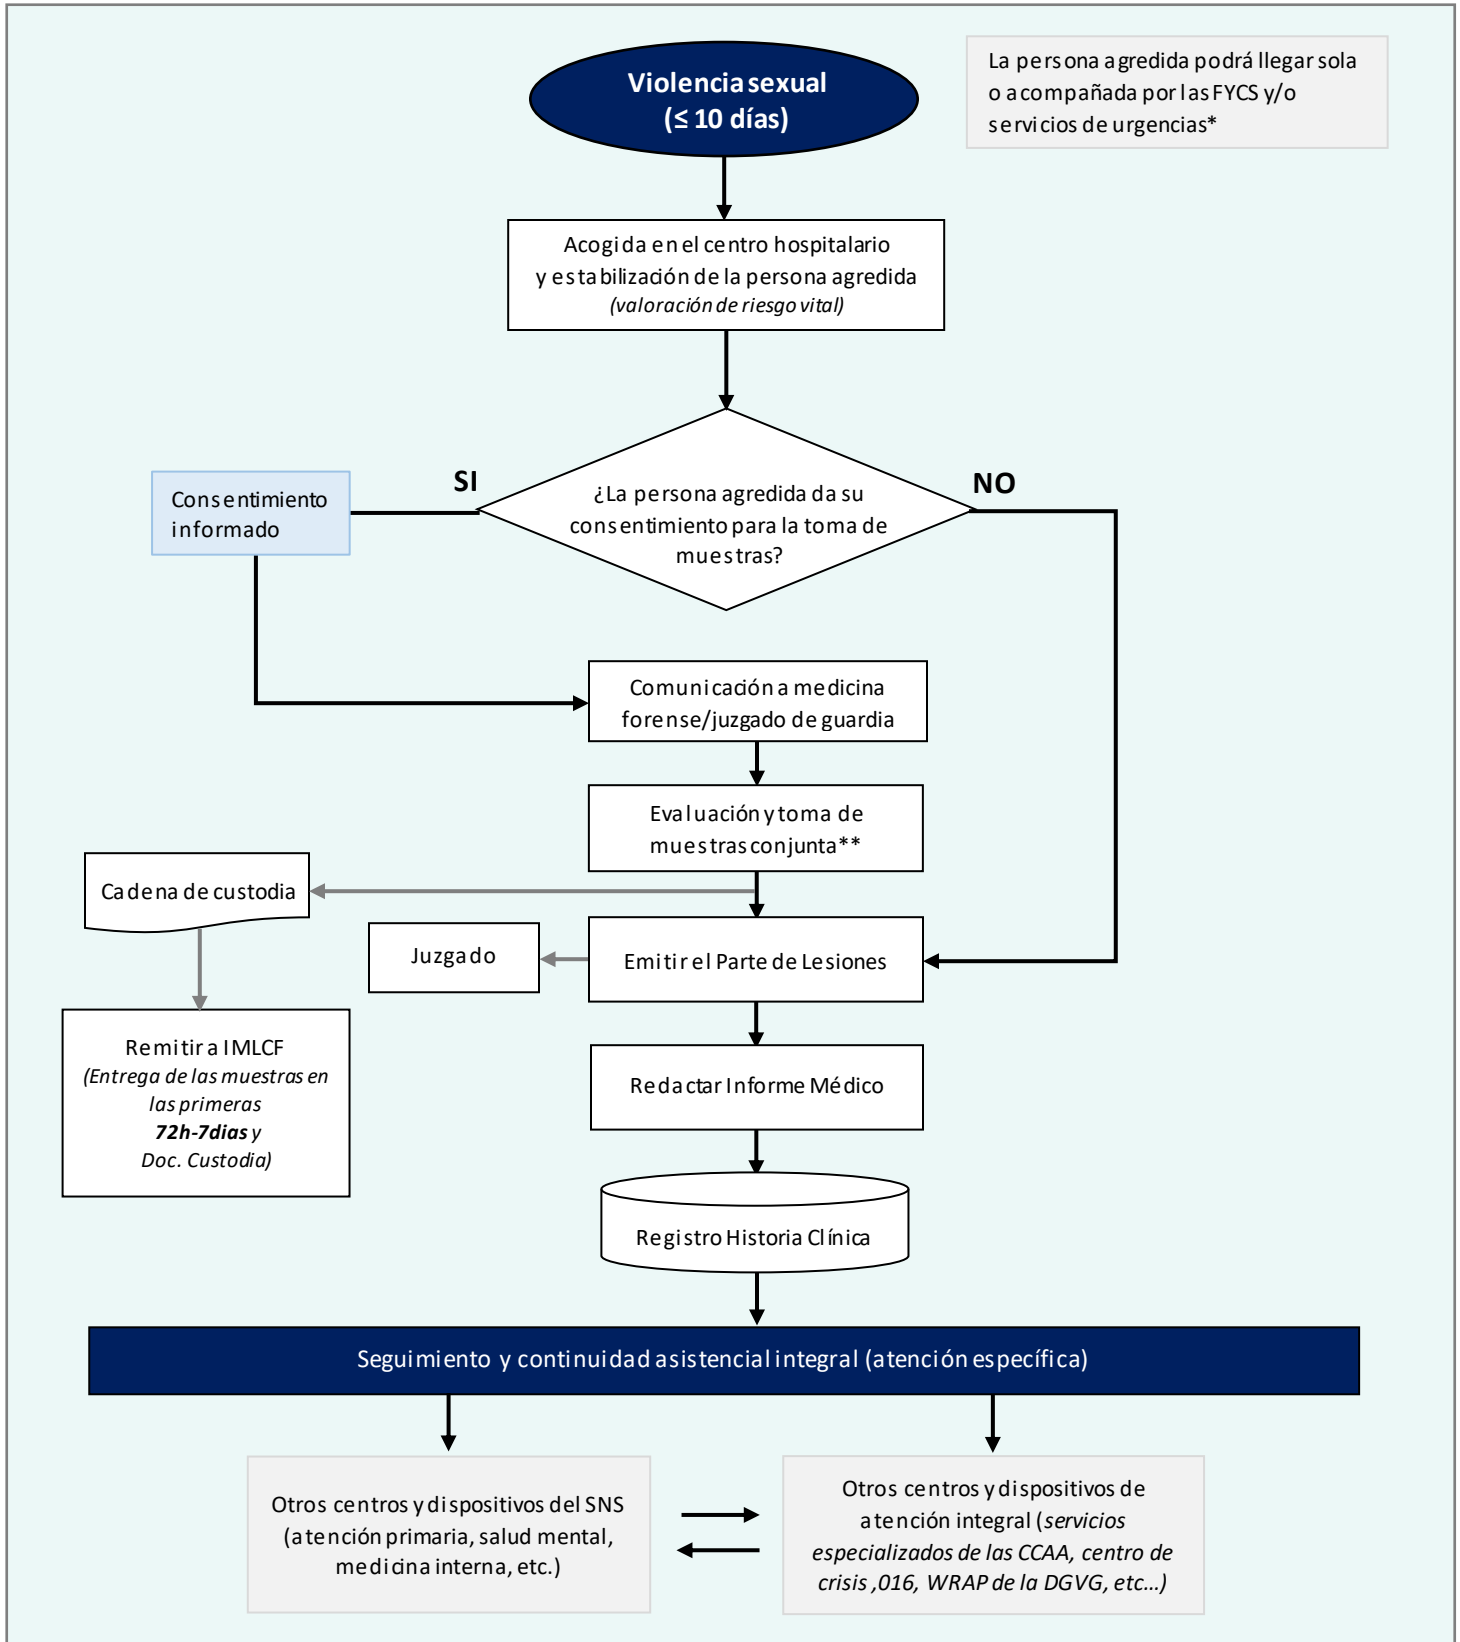 Violencia sexual
(≤ 10 días)
La persona agredida podrá llegar sola
o acompañada por las FYCS y/o
servicios de urgencias*
Acogida en el centro hospitalario
y estabilización de la persona agredida
(valoración de riesgo vital)
SI
NO
Consentimiento
informado
¿La persona agredida da su
consentimiento para la toma de
muestras?
Comunicación a medicina
forense/juzgado de guardia
Evaluación y toma de
muestras conjunta**
Cadena de custodia
Juzgado
Emitir el Parte de Lesiones
Remitir a IMLCF
(Entrega de las muestras en
las primeras
72h-7dias y
Doc. Custodia)
Redactar Informe Médico
Registro Historia Clínica
Seguimiento y continuidad asistencial integral (atención específica)
Otros centros y dispositivos del SNS
(atención primaria, salud mental,
medicina interna, etc.)
Otros centros y dispositivos de
atención integral (servicios
especializados de las CCAA, centro de
crisis ,016, WRAP de la DGVG, etc...)